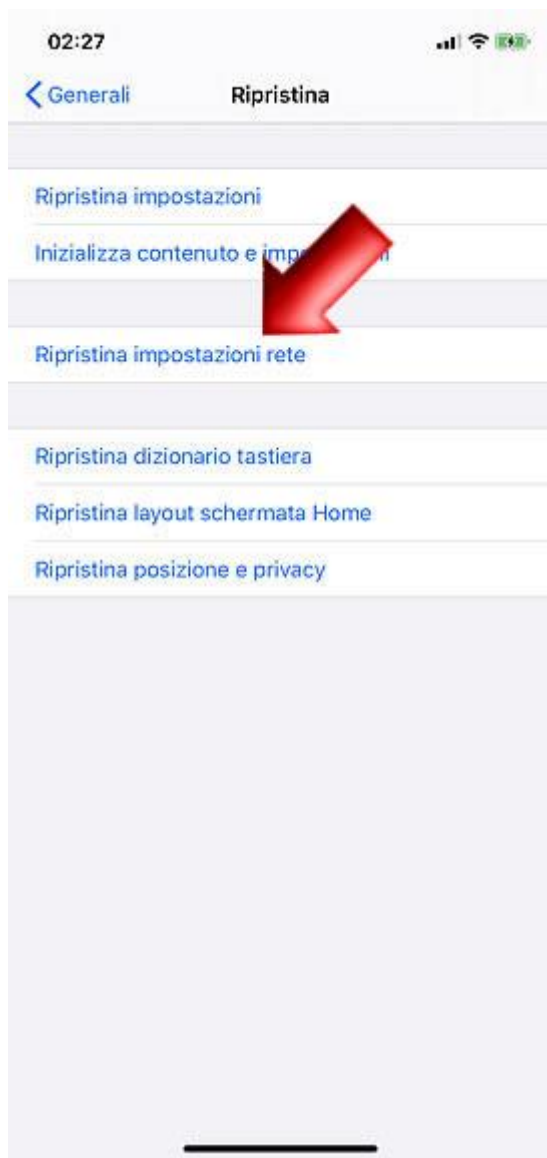 02:27
Generali
Ripristina
Ripristina impostazioni
Inizializza contenuto e
Ripristina impostazioni rete
Ripristina dizionario tastiera
Ripristina layout schermata Home
Ripristina posizione e privacy